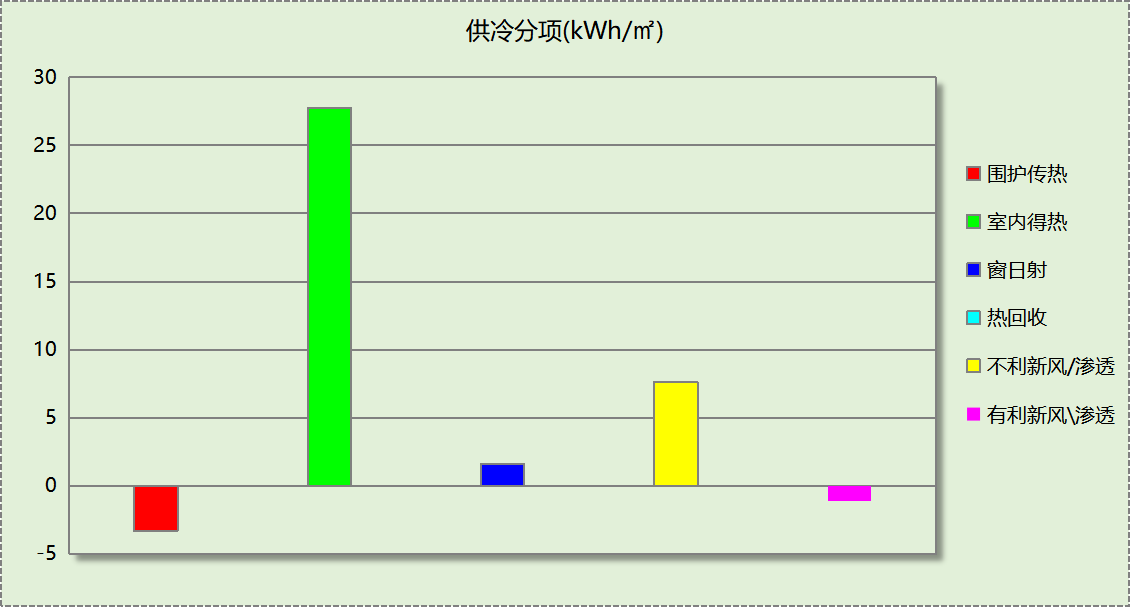 供冷分项(kWh/㎡)
30
25
20
15
10
5
0
-5
围护传热
室内得热
窗日射
热回收
不利新风/渗透
有利新风\渗透